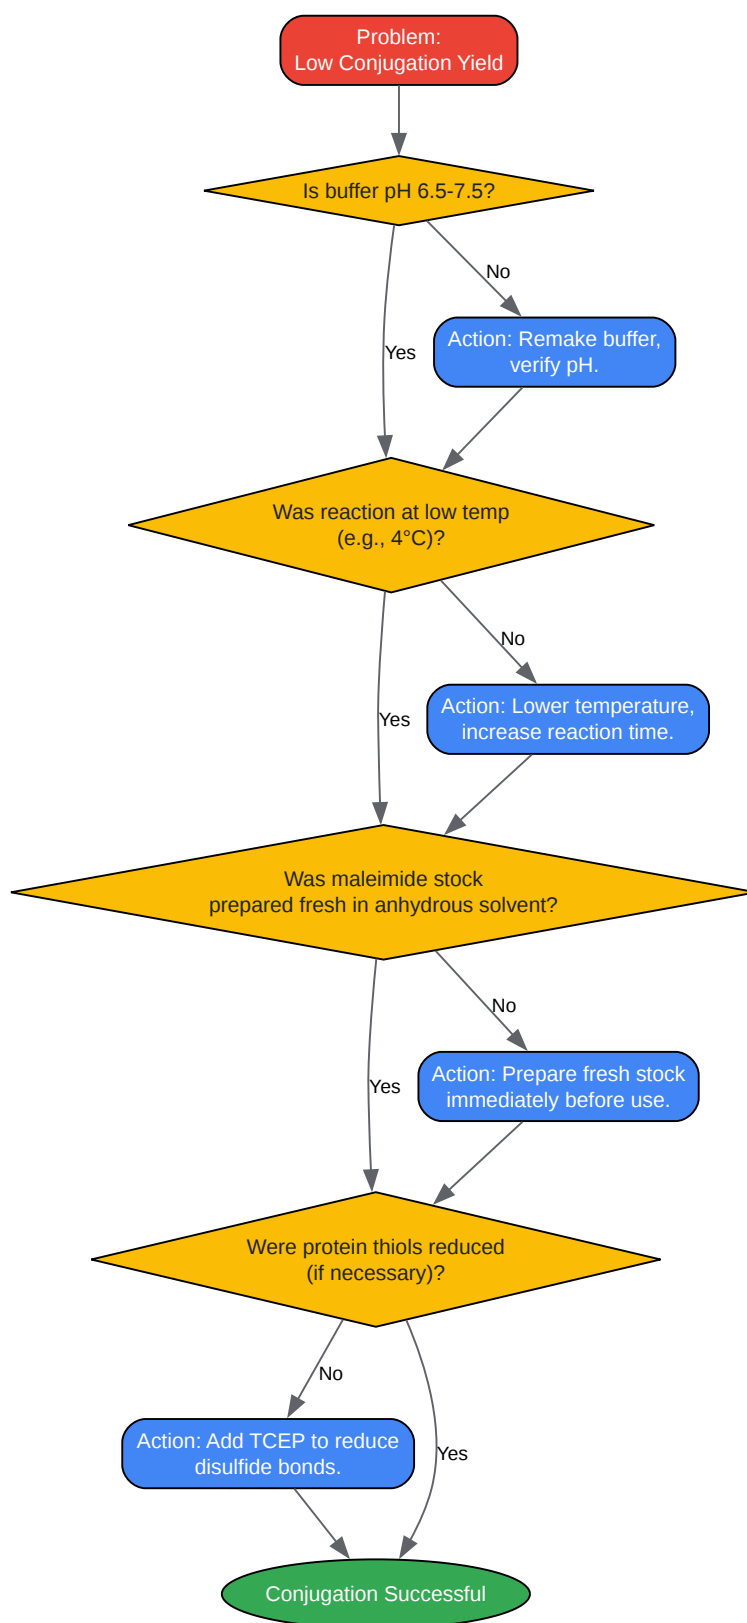 Problem:
Low Conjugation Yield
Is buffer pH 6.5-7.5?
No
Yes
Action: Remake buffer,
verify pH.
Was reaction at low temp
(e.g., 4°C)?
No
Yes
Action: Lower temperature,
increase reaction time.
Was maleimide stock
prepared fresh in anhydrous solvent?
No
Yes
Action: Prepare fresh stock
immediately before use.
Were protein thiols reduced
(if necessary)?
No
Action: Add TCEP to reduce
disulfide bonds.
Yes
Conjugation Successful